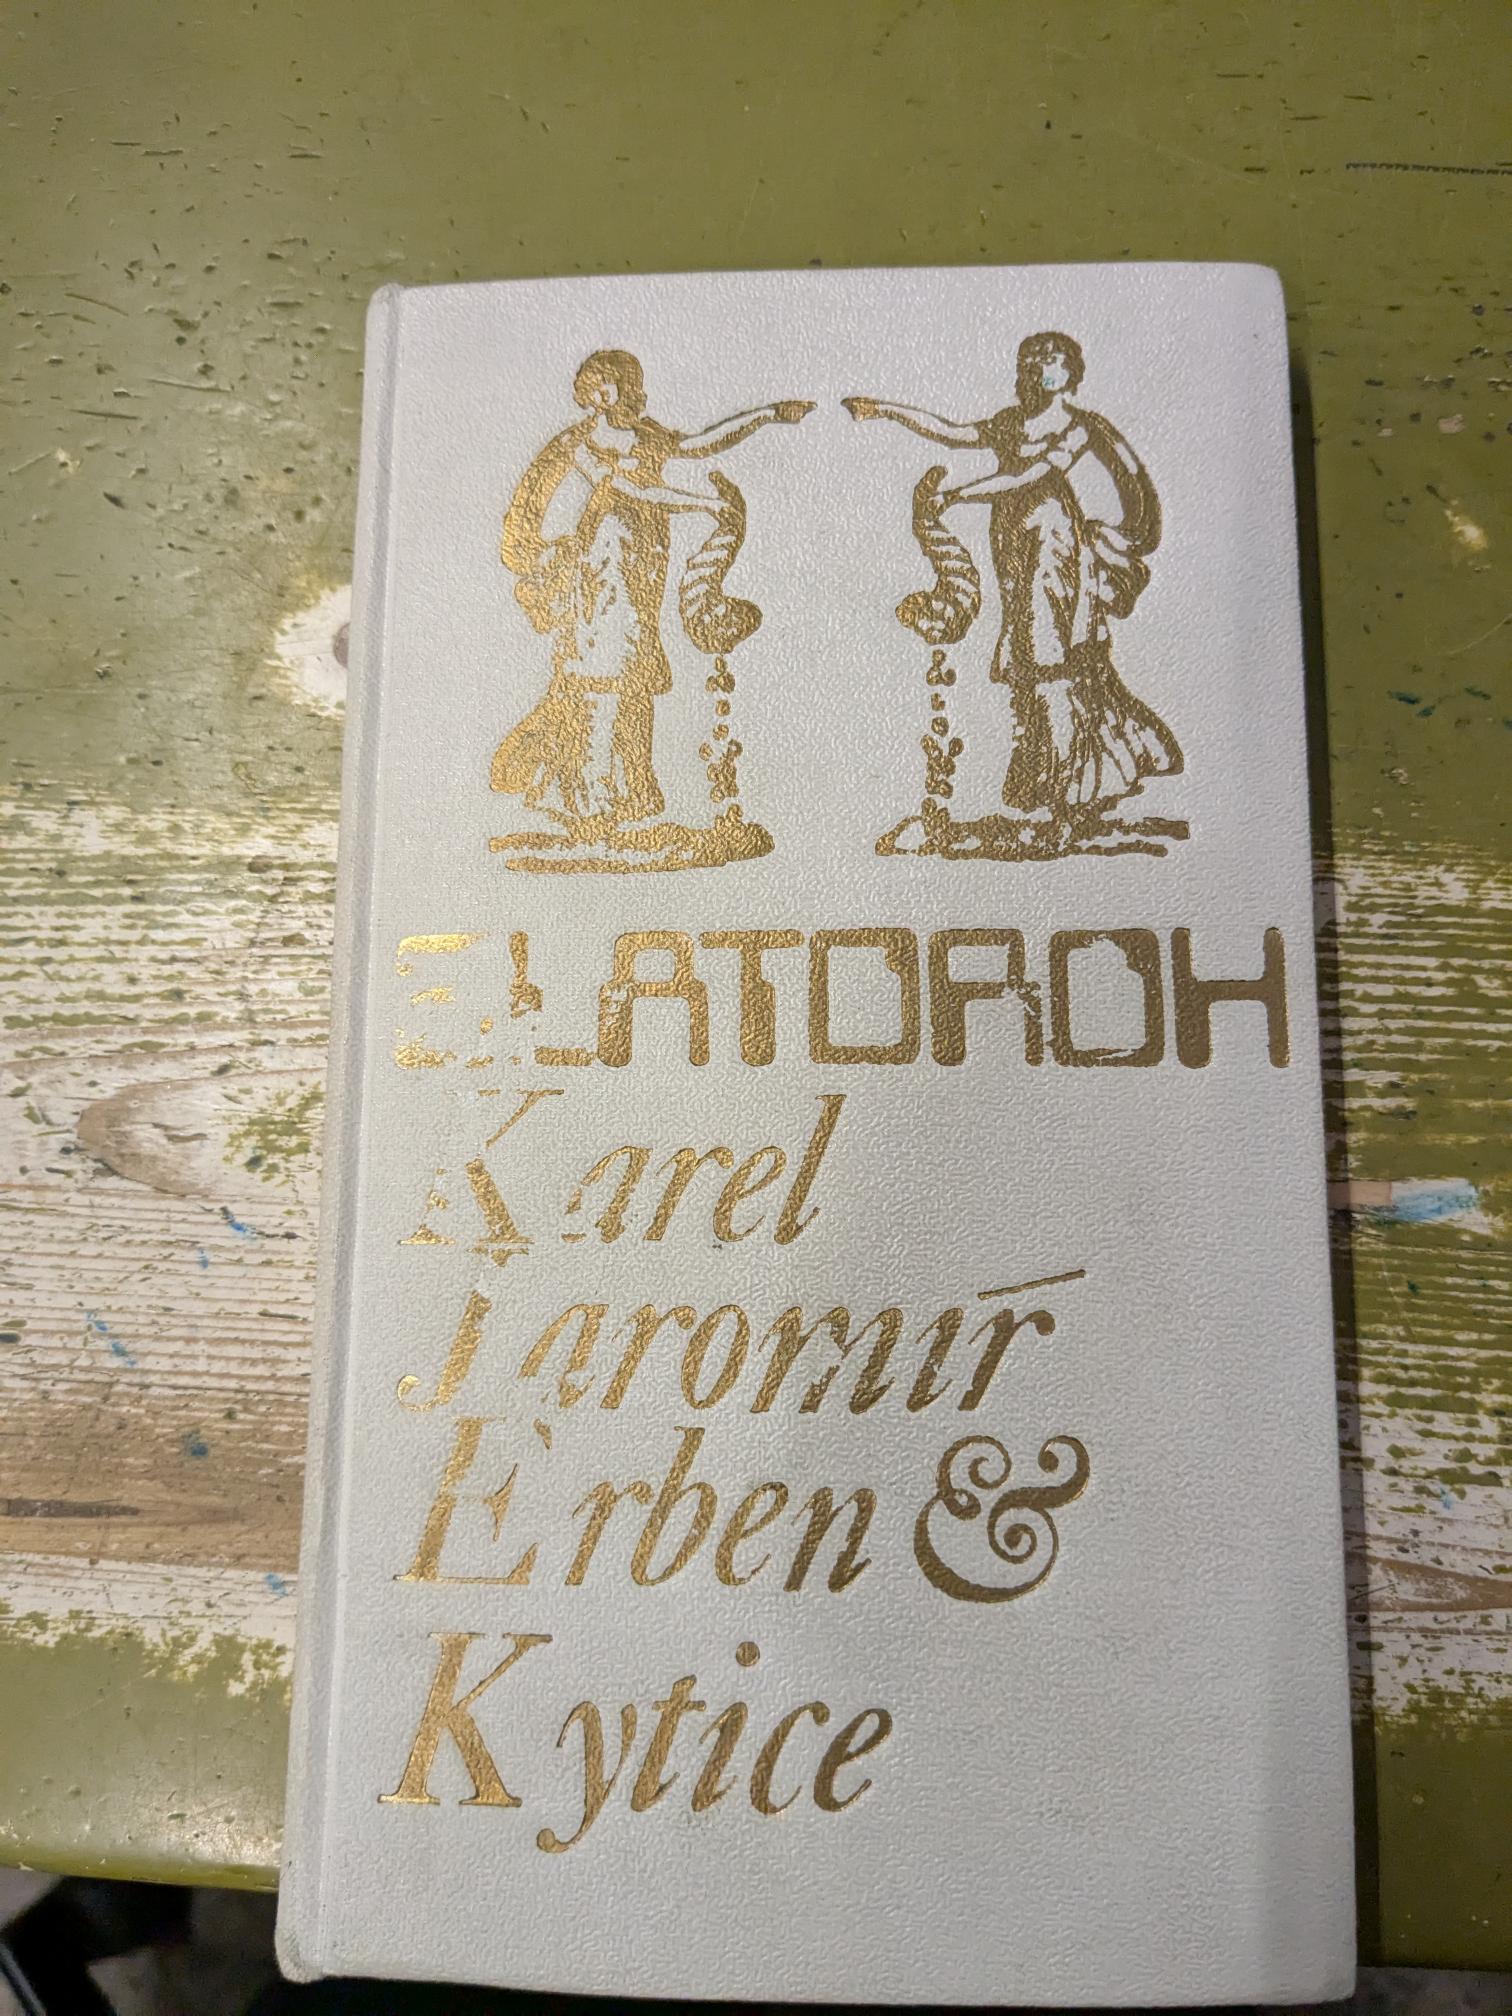 ZLATOROH
Karel
Jaromír
Erben &
Kytice